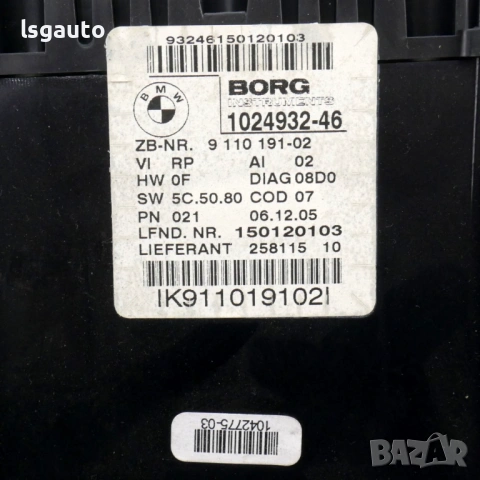 lsgauto
93246150120103
BMW
BORG
INSTRUMENTS
1024932-46
ZB-NR. 9 110 191-02
VI RP AI 02
HW 0F DIAG 08D0
SW 5C.50.80 COD 07
PN 021 06.12.05
LFND. NR. 150120103
LIEFERANT 258115 10
IK911019102I
1042775-03
BAZAR